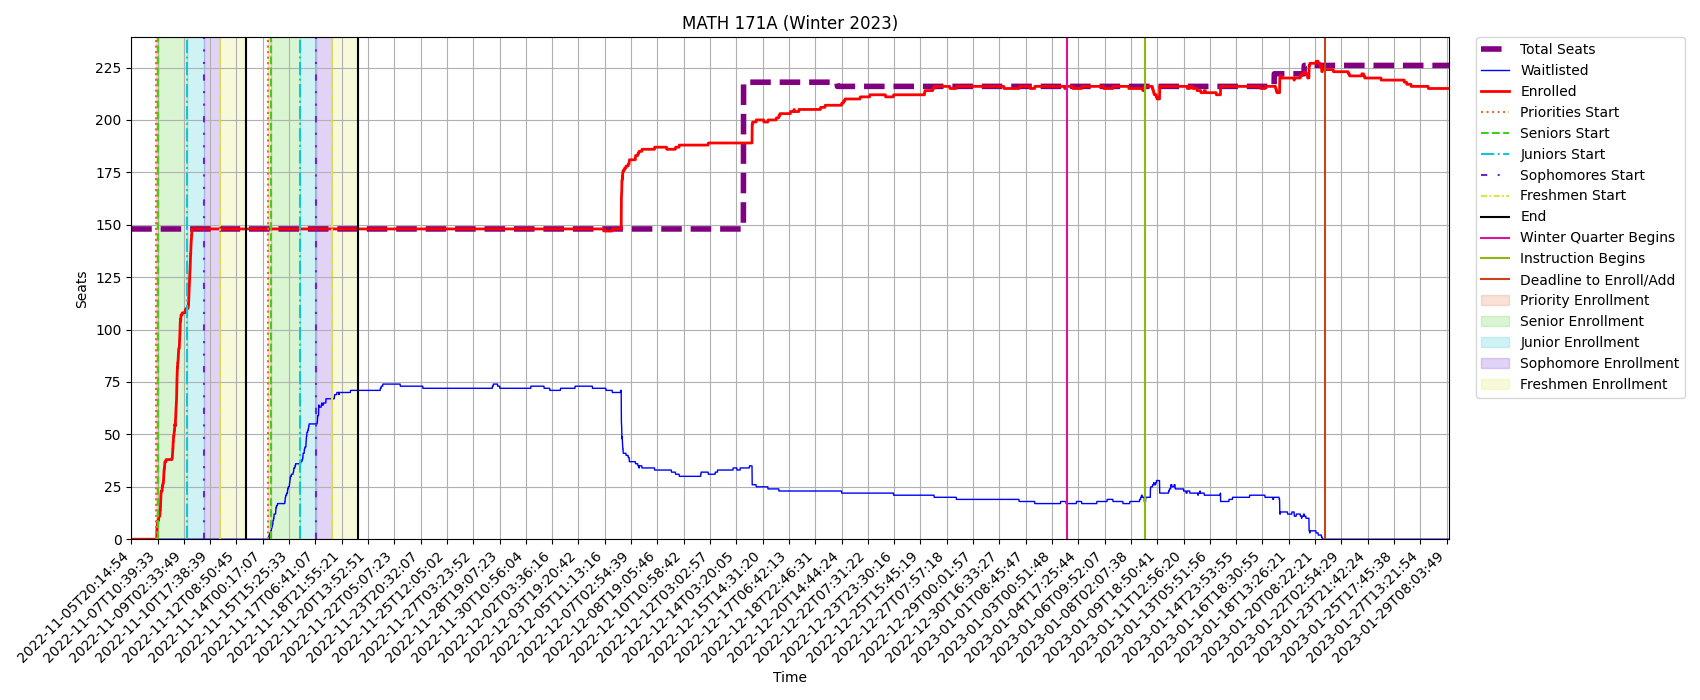 MATH 171A (Winter 2023)
Seats
225
200
175
150
125
100
75
50
25
0
2022-11-05T20:14:54
2022-11-07T10:39:33
2022-11-09T02:33:49
2022-11-10T17:38:39
2022-11-12T08:50:45
2022-11-14T00:17:07
2022-11-15T15:25:33
2022-11-17T06:41:07
2022-11-18T21:55:21
2022-11-20T13:52:51
2022-11-22T05:07:23
2022-11-23T20:32:07
2022-11-25T12:05:02
2022-11-27T03:23:52
2022-11-28T19:07:23
2022-11-30T10:56:04
2022-12-02T03:36:16
2022-12-03T19:20:42
2022-12-05T11:13:16
2022-12-07T02:54:39
2022-12-08T19:05:46
2022-12-10T10:58:42
2022-12-12T03:02:57
2022-12-14T03:20:05
2022-12-15T14:31:20
2022-12-17T06:42:13
2022-12-18T22:46:31
2022-12-20T14:44:24
2022-12-22T07:31:22
2022-12-23T23:30:16
2022-12-25T15:45:19
2022-12-27T07:57:18
2022-12-29T00:01:57
2022-12-30T16:33:27
2023-01-01T08:45:47
2023-01-03T00:51:48
2023-01-04T17:25:44
2023-01-06T09:52:07
2023-01-08T02:07:38
2023-01-09T18:50:41
2023-01-11T12:56:20
2023-01-13T05:51:56
2023-01-14T23:53:55
2023-01-16T18:30:55
2023-01-18T13:26:21
2023-01-20T08:22:21
2023-01-22T02:54:29
2023-01-23T21:42:24
2023-01-25T17:45:38
2023-01-27T13:21:54
2023-01-29T08:03:49
Time
Total Seats
Waitlisted
Enrolled
Priorities Start
Seniors Start
Juniors Start
Sophomores Start
Freshmen Start
End
Winter Quarter Begins
Instruction Begins
Deadline to Enroll/Add
Priority Enrollment
Senior Enrollment
Junior Enrollment
Sophomore Enrollment
Freshmen Enrollment